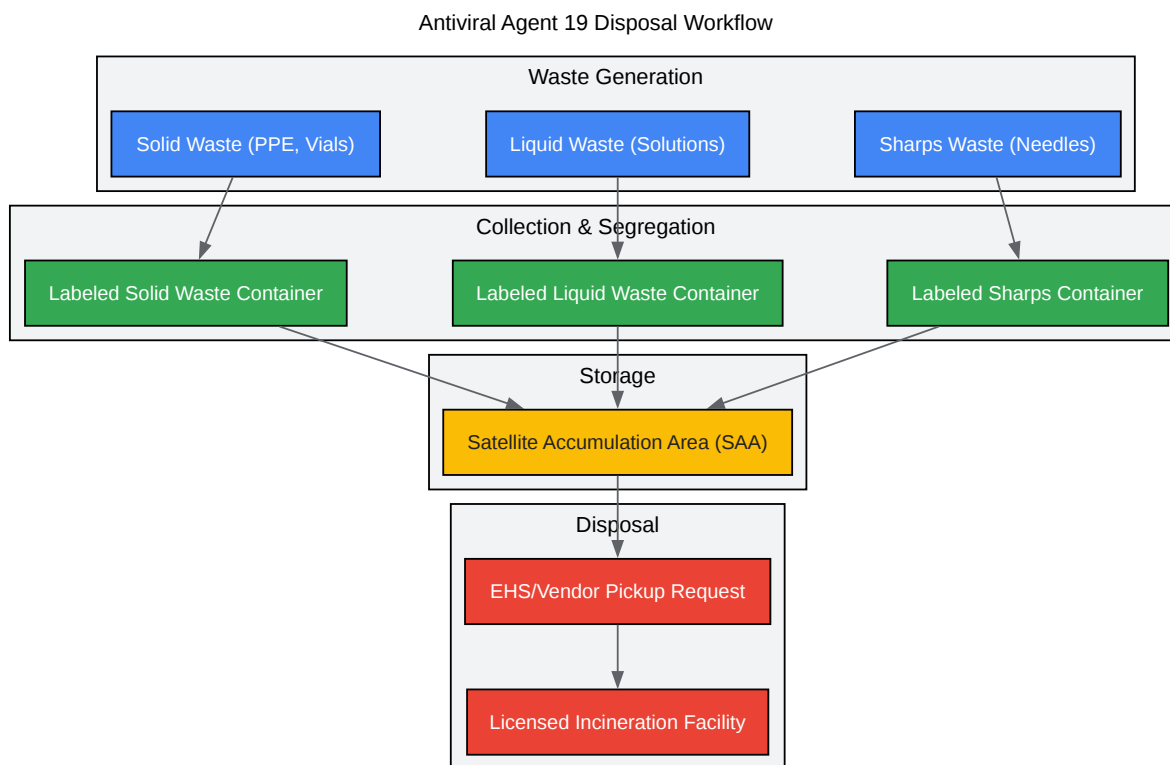 Antiviral Agent 19 Disposal Workflow
Waste Generation
Solid Waste (PPE, Vials)
Liquid Waste (Solutions)
Sharps Waste (Needles)
Collection & Segregation
Labeled Solid Waste Container
Labeled Liquid Waste Container
Labeled Sharps Container
Storage
Satellite Accumulation Area (SAA)
Disposal
EHS/Vendor Pickup Request
Licensed Incineration Facility